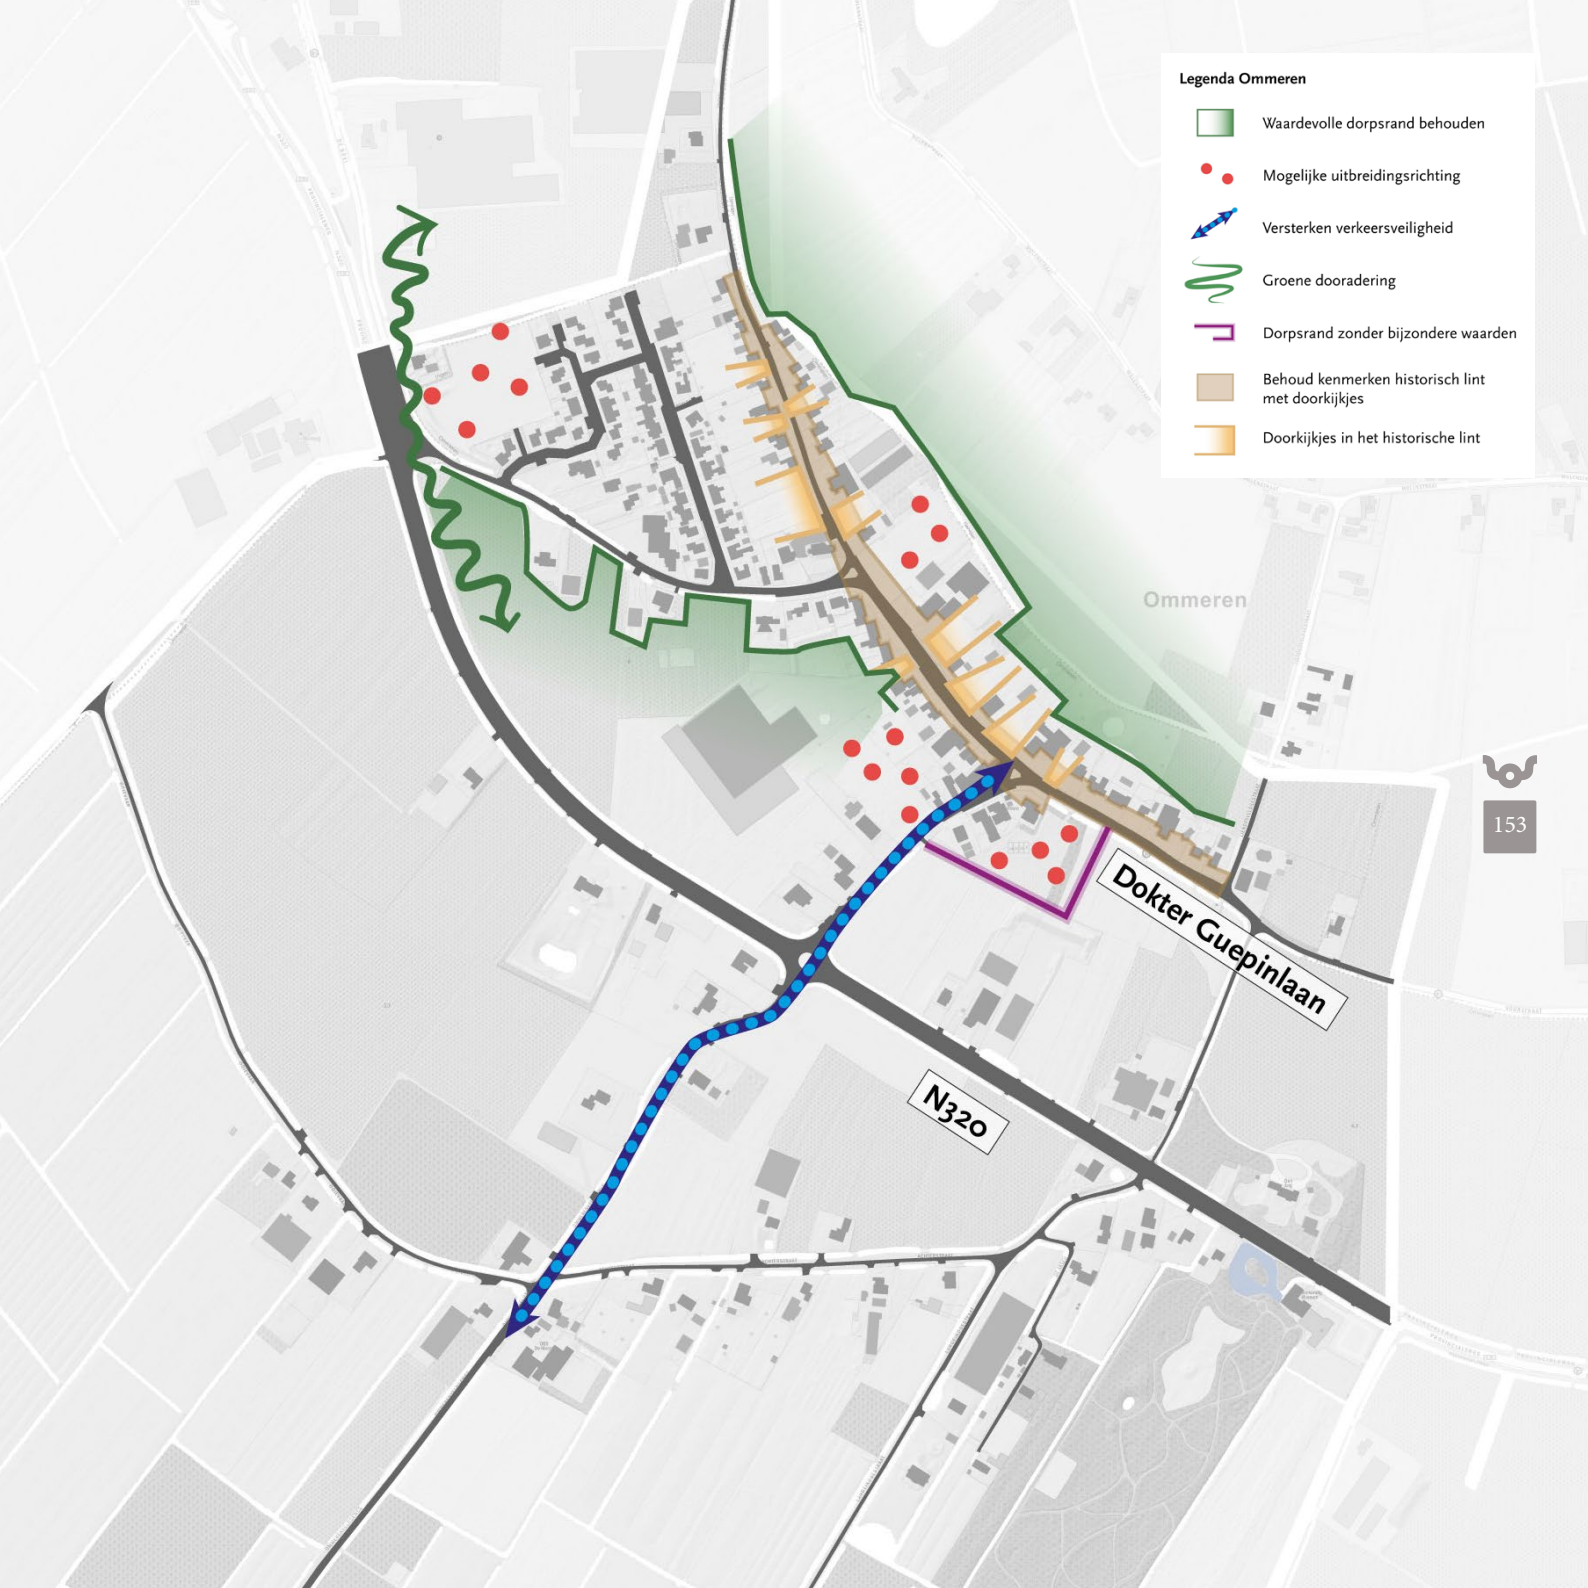 Legenda Ommeren
Waardevolle dorpsrand behouden
Mogelijke uitbreidingsrichting
Versterken verkeersveiligheid
Groene dooradering
Dorpsrand zonder bijzondere waarden
Behoud kenmerken historisch lint
met doorkijkjes
Doorkijkjes in het historische lint
Ommeren
153
Dokter Guepinlaan
N320